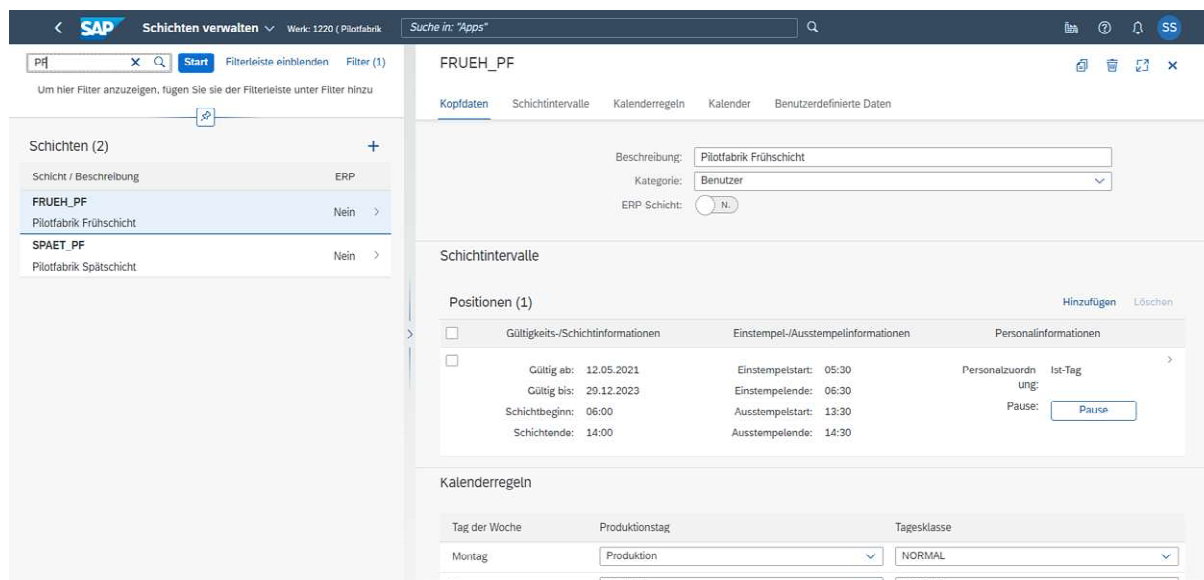 SAP Schichten verwalten Werk: 1220 ( Pilotfabrik Suche in: "Apps" SS
PF Start Filterleiste einblenden Filter (1)
Um hier Filter anzuzeigen, fügen Sie sie der Filterleiste unter Filter hinzu
Schichten (2)
Schicht / Beschreibung ERP
FRUEH_PF
Nein
Pilotfabrik Frühschicht
SPAET_PF
Nein
Pilotfabrik Spätschicht
FRUEH_PF
Kopfdaten Schichtintervalle Kalenderregeln Kalender Benutzerdefinierte Daten
Beschreibung: Pilotfabrik Frühschicht
Kategorie: Benutzer
ERP Schicht: N.
Schichtintervalle
Positionen (1) Hinzufügen Löschen
Gültigkeits-/Schichtinformationen Einstempel-/Ausstempelinformationen Personalinformationen
Gültig ab: 12.05.2021 Einstempelstart: 05:30 Personalzuordn Ist-Tag
Gültig bis: 29.12.2023 Einstempelende: 06:30 ung:
Schichtbeginn: 06:00 Ausstempelstart: 13:30 Pause: Pause
Schichtende: 14:00 Ausstempelende: 14:30
Kalenderregeln
Tag der Woche Produktionstag Tagesklasse
Montag Produktion NORMAL